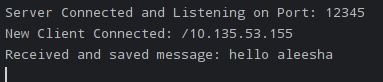 Server Connected and Listening on Port: 12345
New Client Connected: /10.135.53.155
Received and saved message: hello aleesha